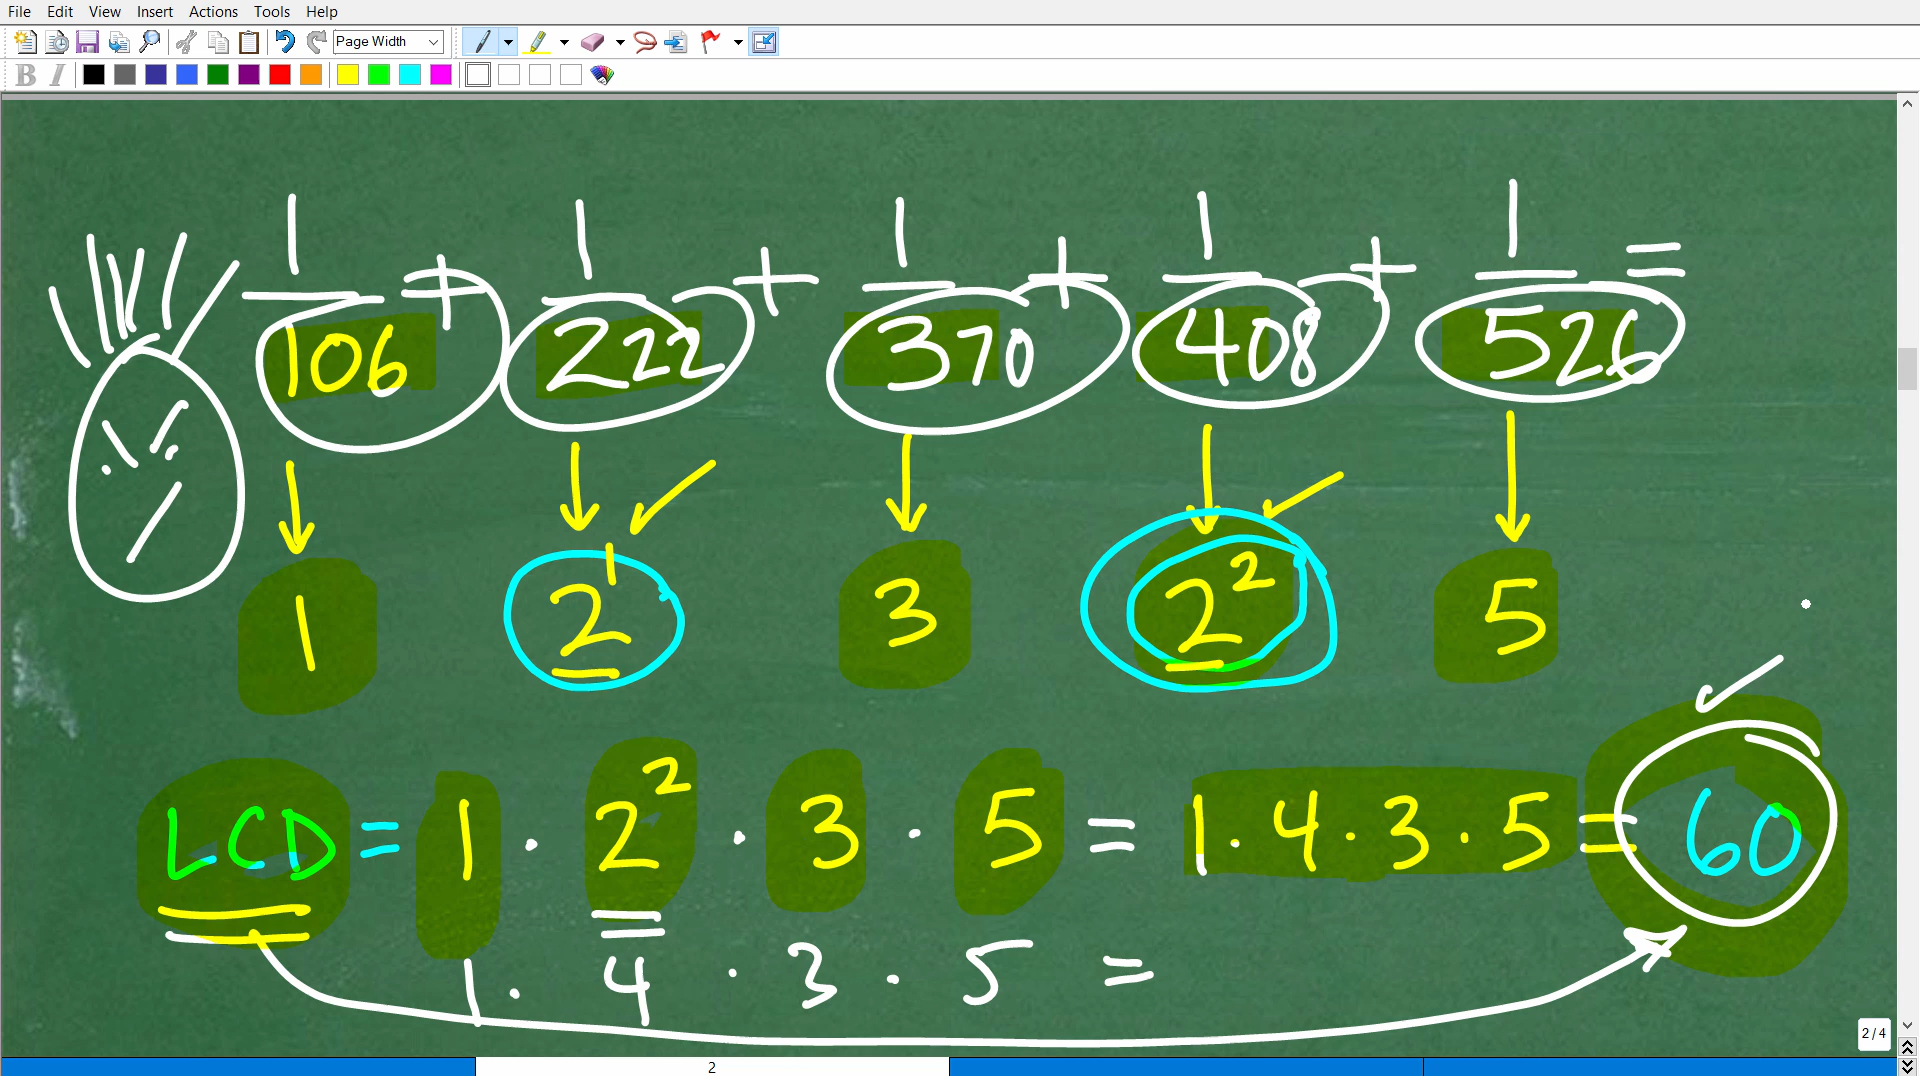 File Edit View Insert Actions Tools Help
Page Width
B I
1 1 1 1 1
106 + 222 + 370 + 408 + 526 =
1 2¹ 3 2² 5
LCD = 1 · 2² · 3 · 5 = 1 · 4 · 3 · 5 = 60
1 · 4 · 3 · 5 =
2 / 4
2